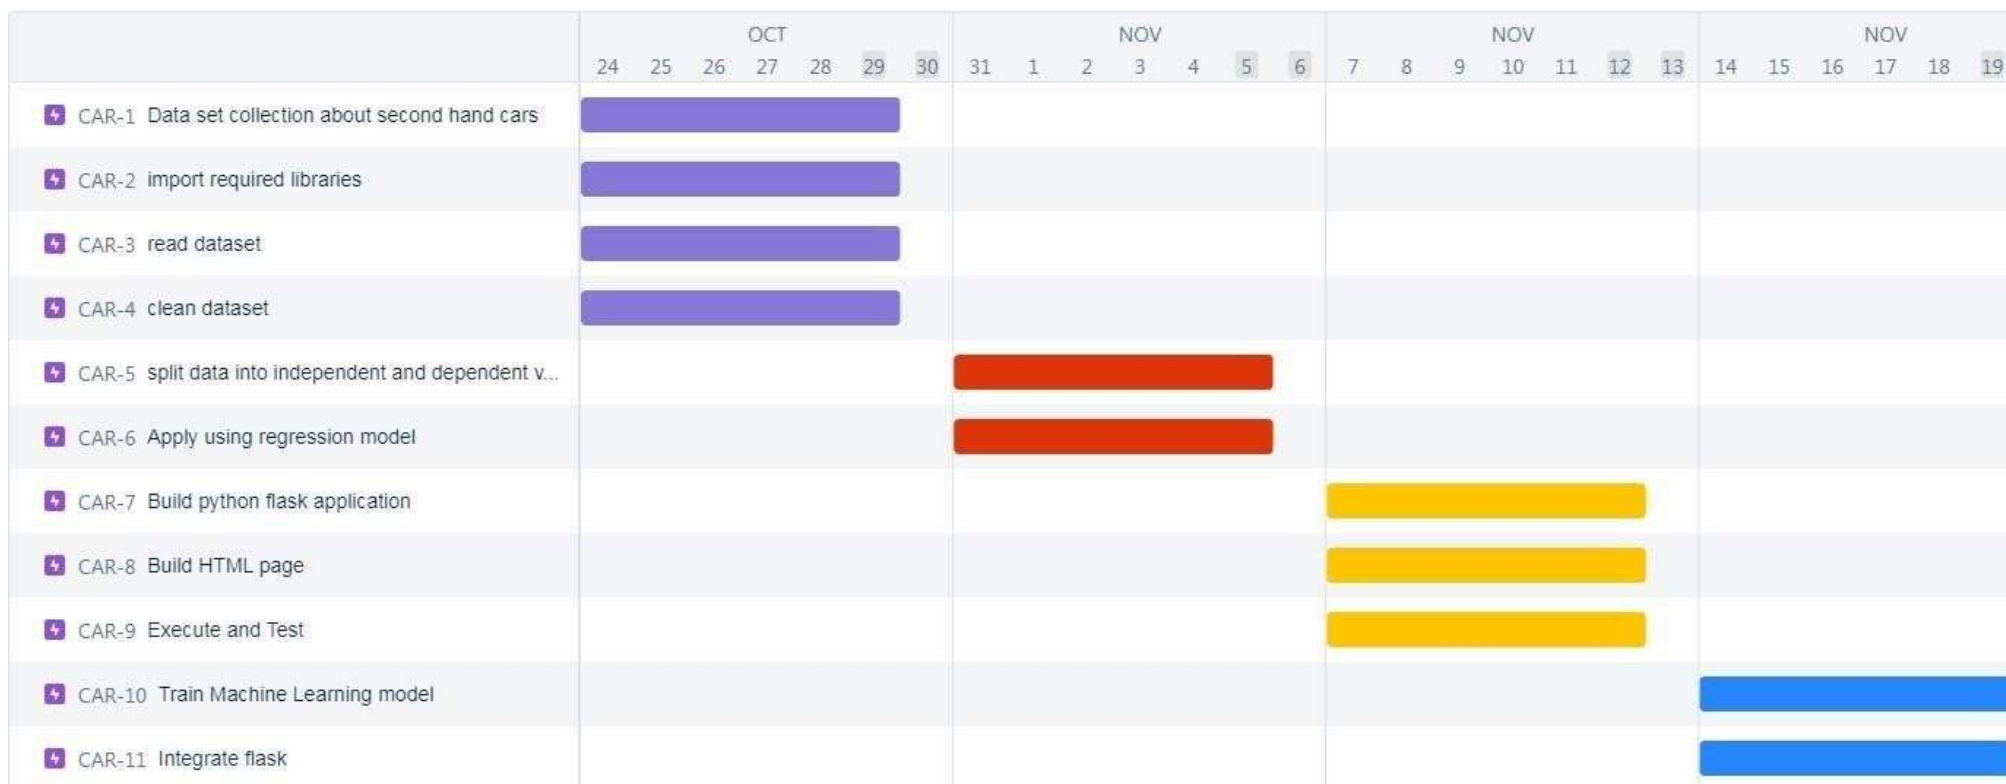 OCT NOV NOV NOV
24 25 26 27 28 29 30 31 1 2 3 4 5 6 7 8 9 10 11 12 13 14 15 16 17 18 19
CAR-1 Data set collection about second hand cars
CAR-2 import required libraries
CAR-3 read dataset
CAR-4 clean dataset
CAR-5 split data into independent and dependent v...
CAR-6 Apply using regression model
CAR-7 Build python flask application
CAR-8 Build HTML page
CAR-9 Execute and Test
CAR-10 Train Machine Learning model
CAR-11 Integrate flask